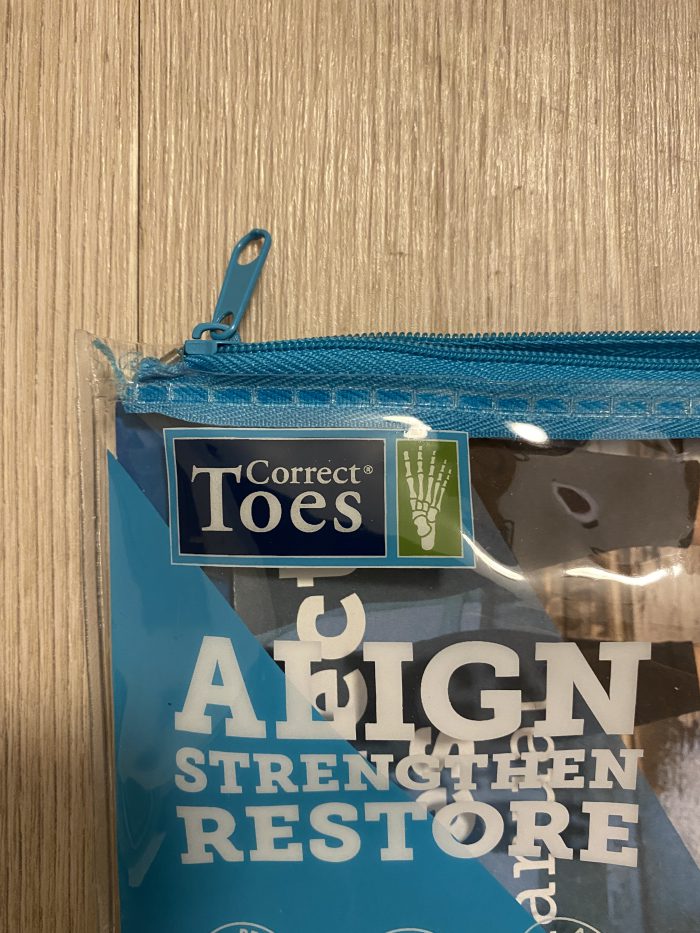 Correct®
Toes
ALIGN
STRENGTHEN
RESTORE